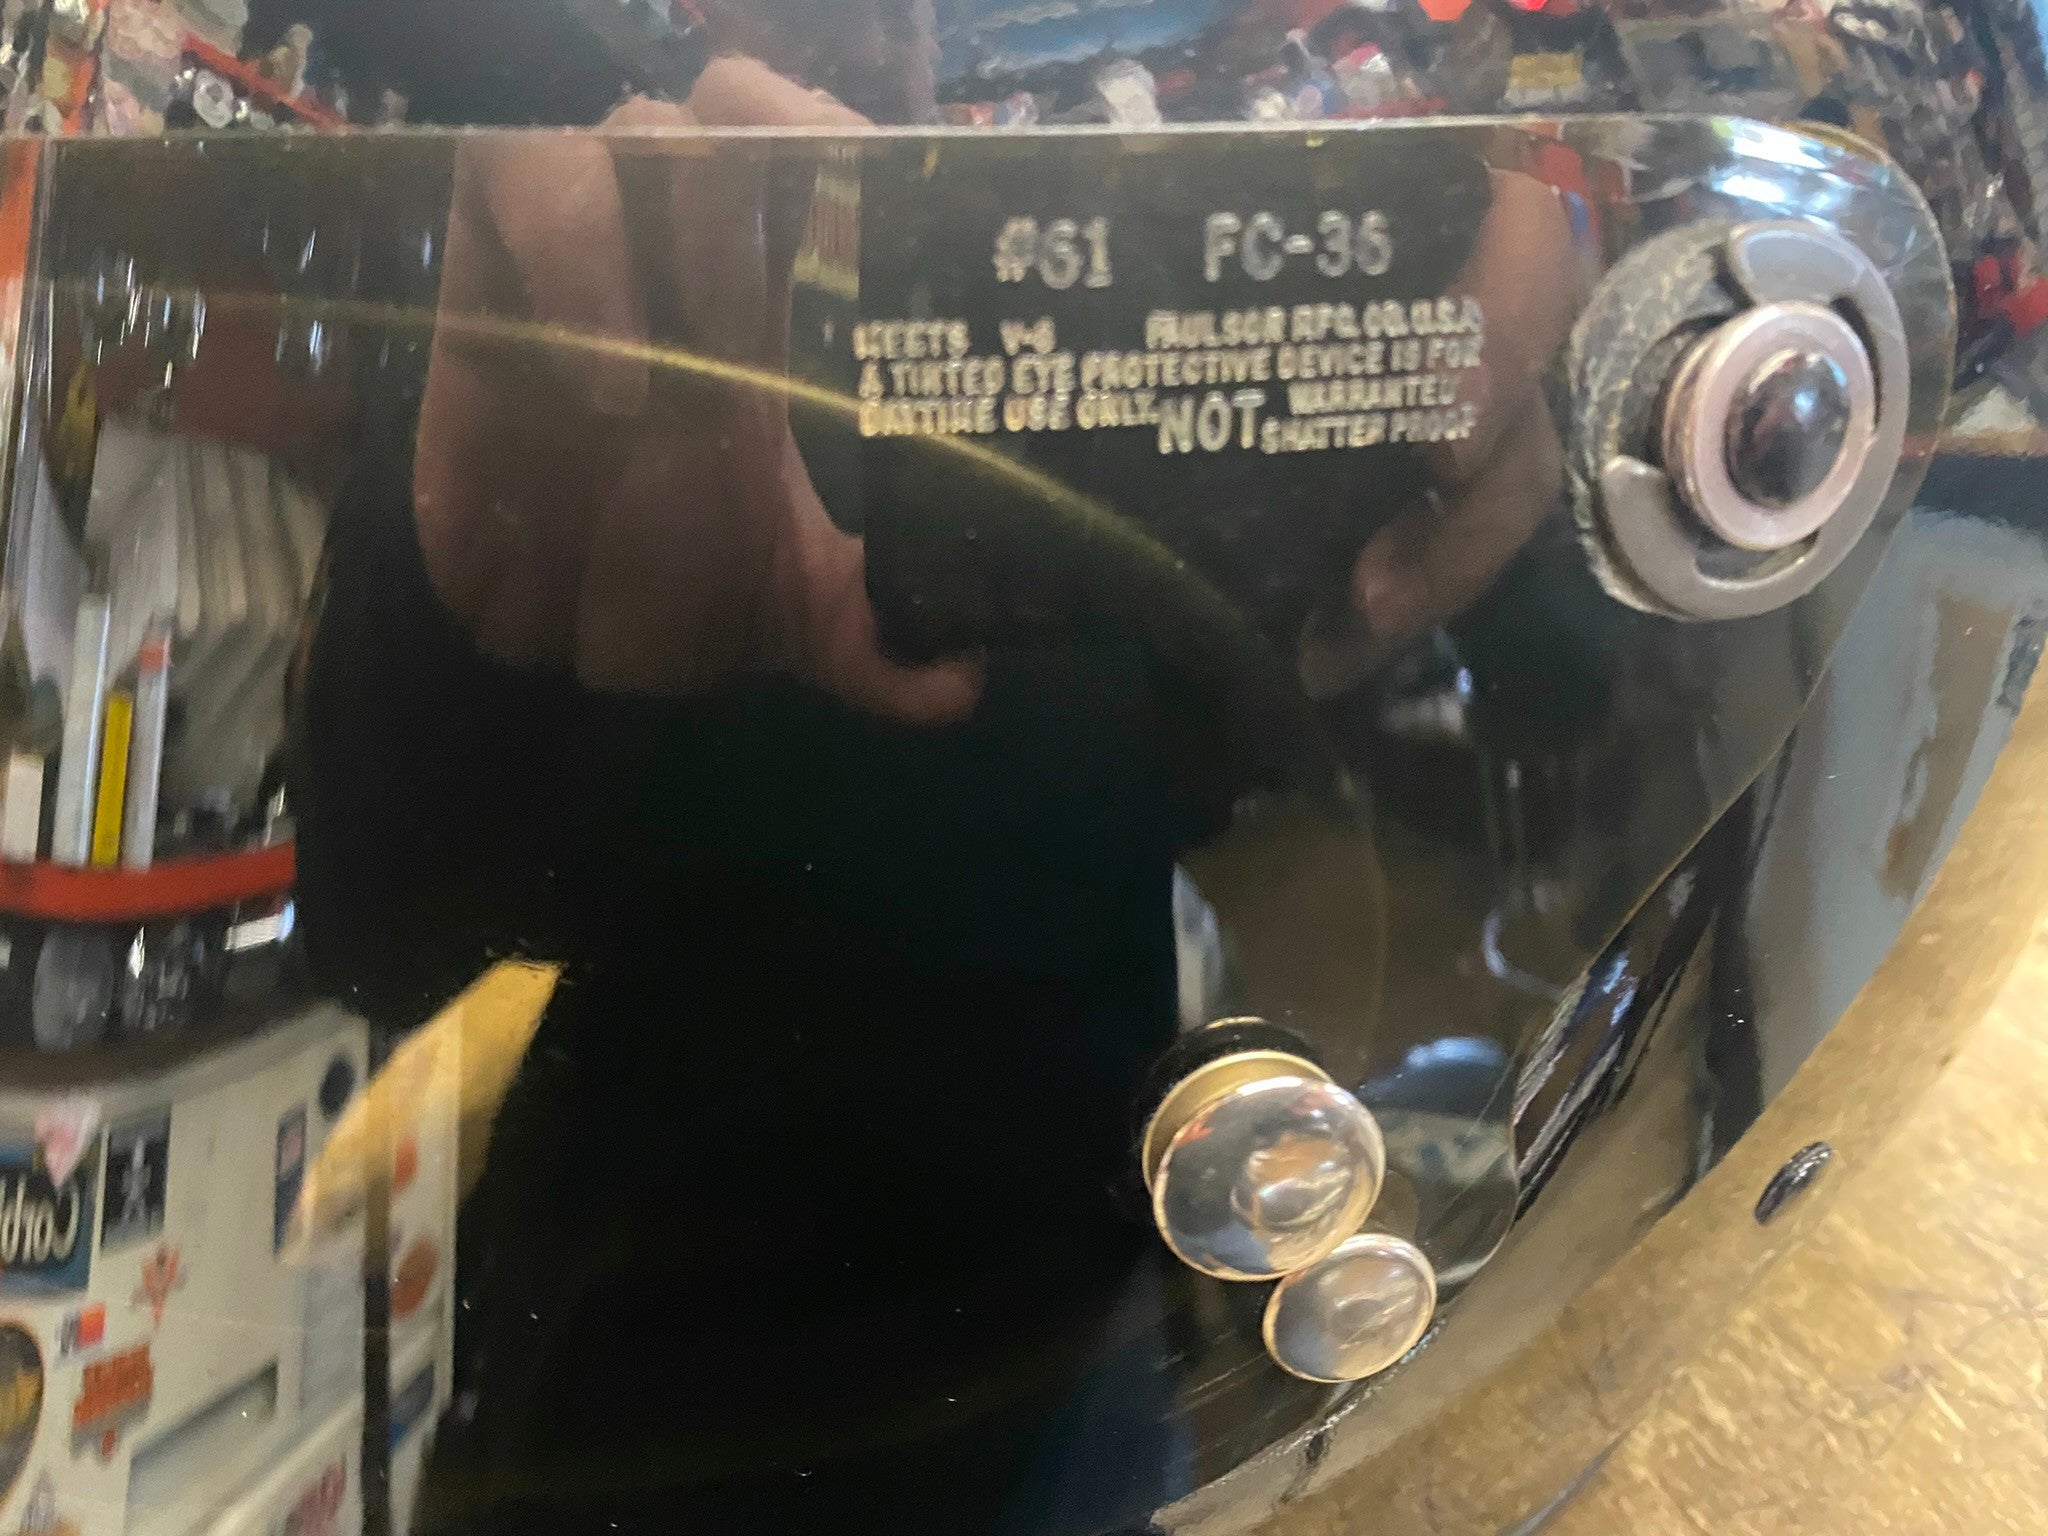 #61 FC-36
MEETS V-8 PAULSON MFG. CO. U.S.A
A TINTED EYE PROTECTIVE DEVICE IS FOR
DAYTIME USE ONLY. NOT WARRANTED
SHATTER PROOF